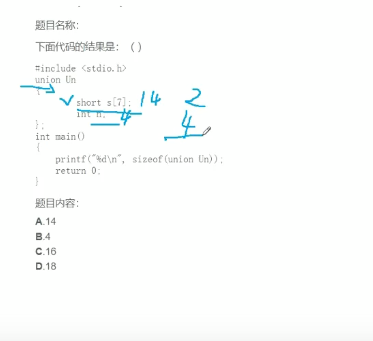 题目名称:
下面代码的结果是: ( )
#include <stdio.h>
union Un
{
short s[7]; 14 2
int n; 4 4
};
int main()
{
printf("%d\n", sizeof(union Un));
return 0;
}
题目内容:
A.14
B.4
C.16
D.18